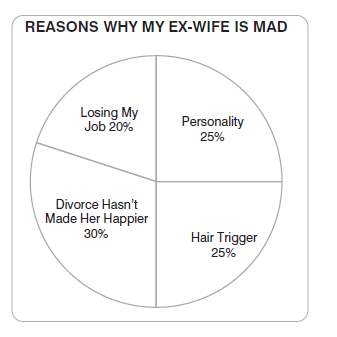 REASONS WHY MY EX-WIFE IS MAD
Losing My
Job 20%
Personality
25%
Divorce Hasn't
Made Her Happier
30%
Hair Trigger
25%